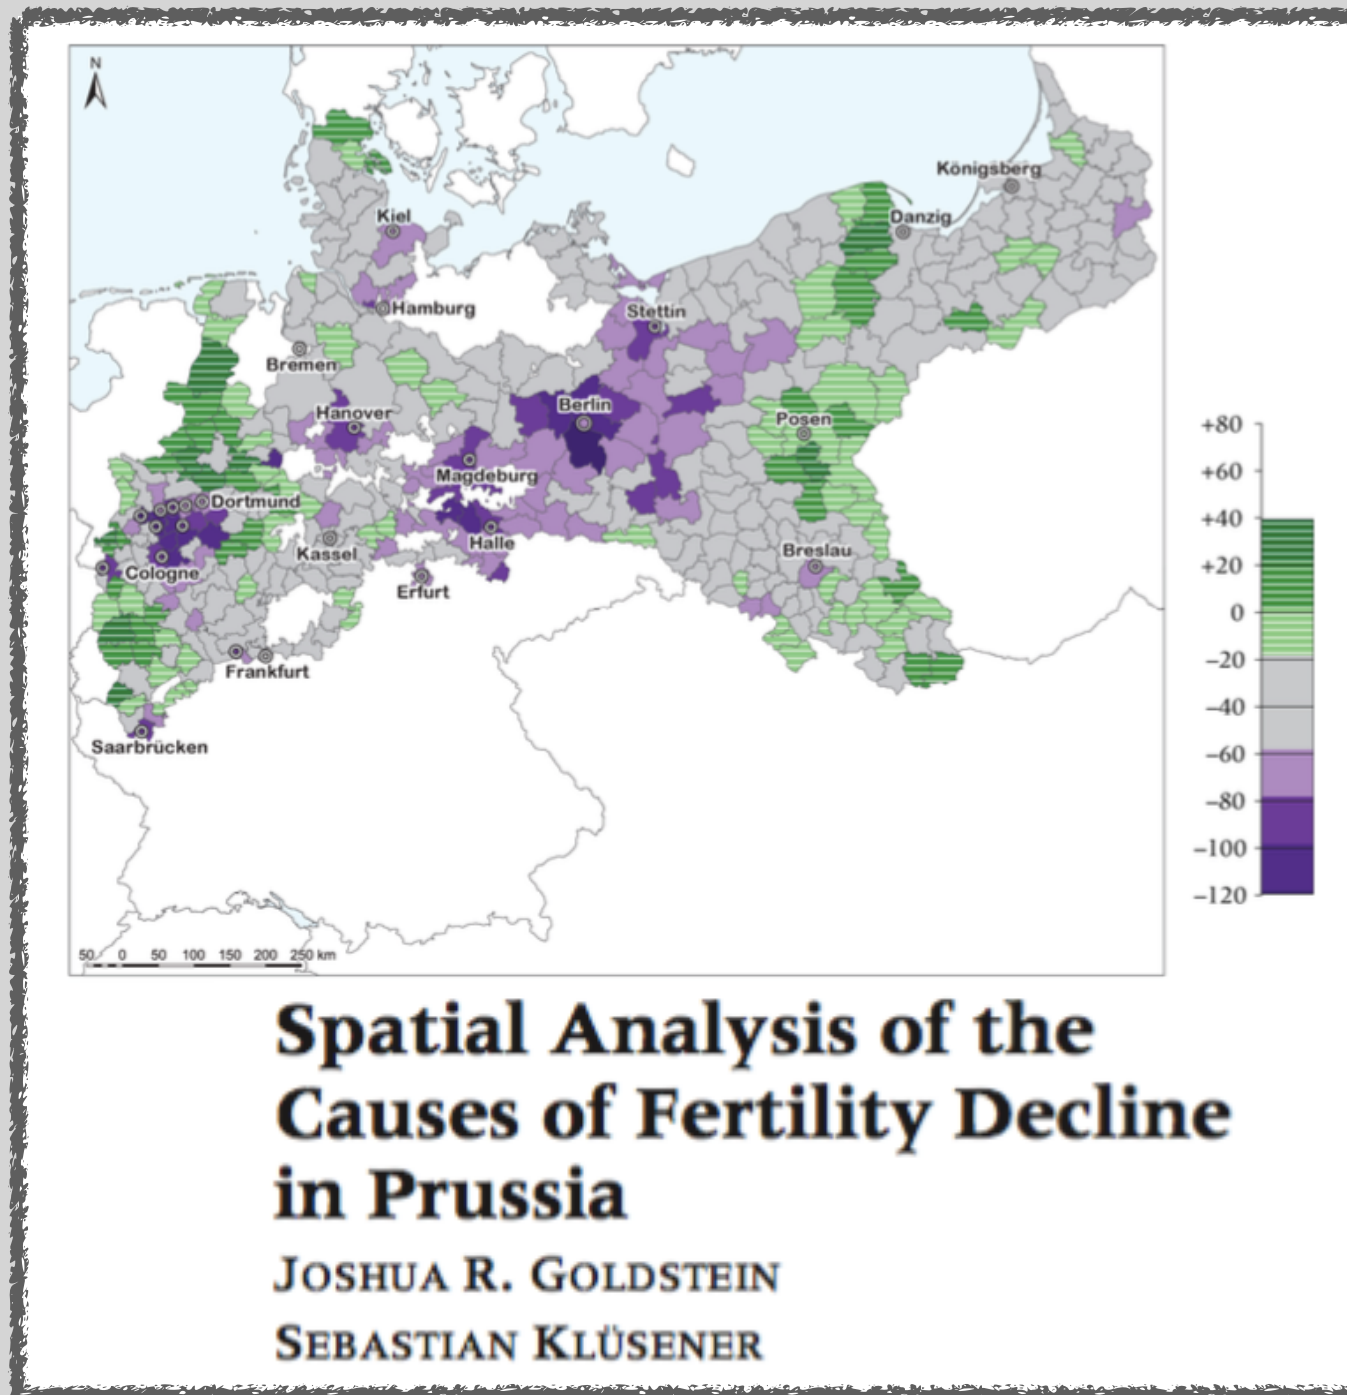 N
Königsberg
Kiel
Danzig
Hamburg
Stettin
Bremen
Berlin
Hanover
Posen
Magdeburg
Dortmund
Halle
Kassel
Breslau
Cologne
Erfurt
Frankfurt
Saarbrücken
50 0 50 100 150 200 250 km
+80
+60
+40
+20
0
−20
−40
−60
−80
−100
−120
Spatial Analysis of the
Causes of Fertility Decline
in Prussia
JOSHUA R. GOLDSTEIN
SEBASTIAN KLÜSENER